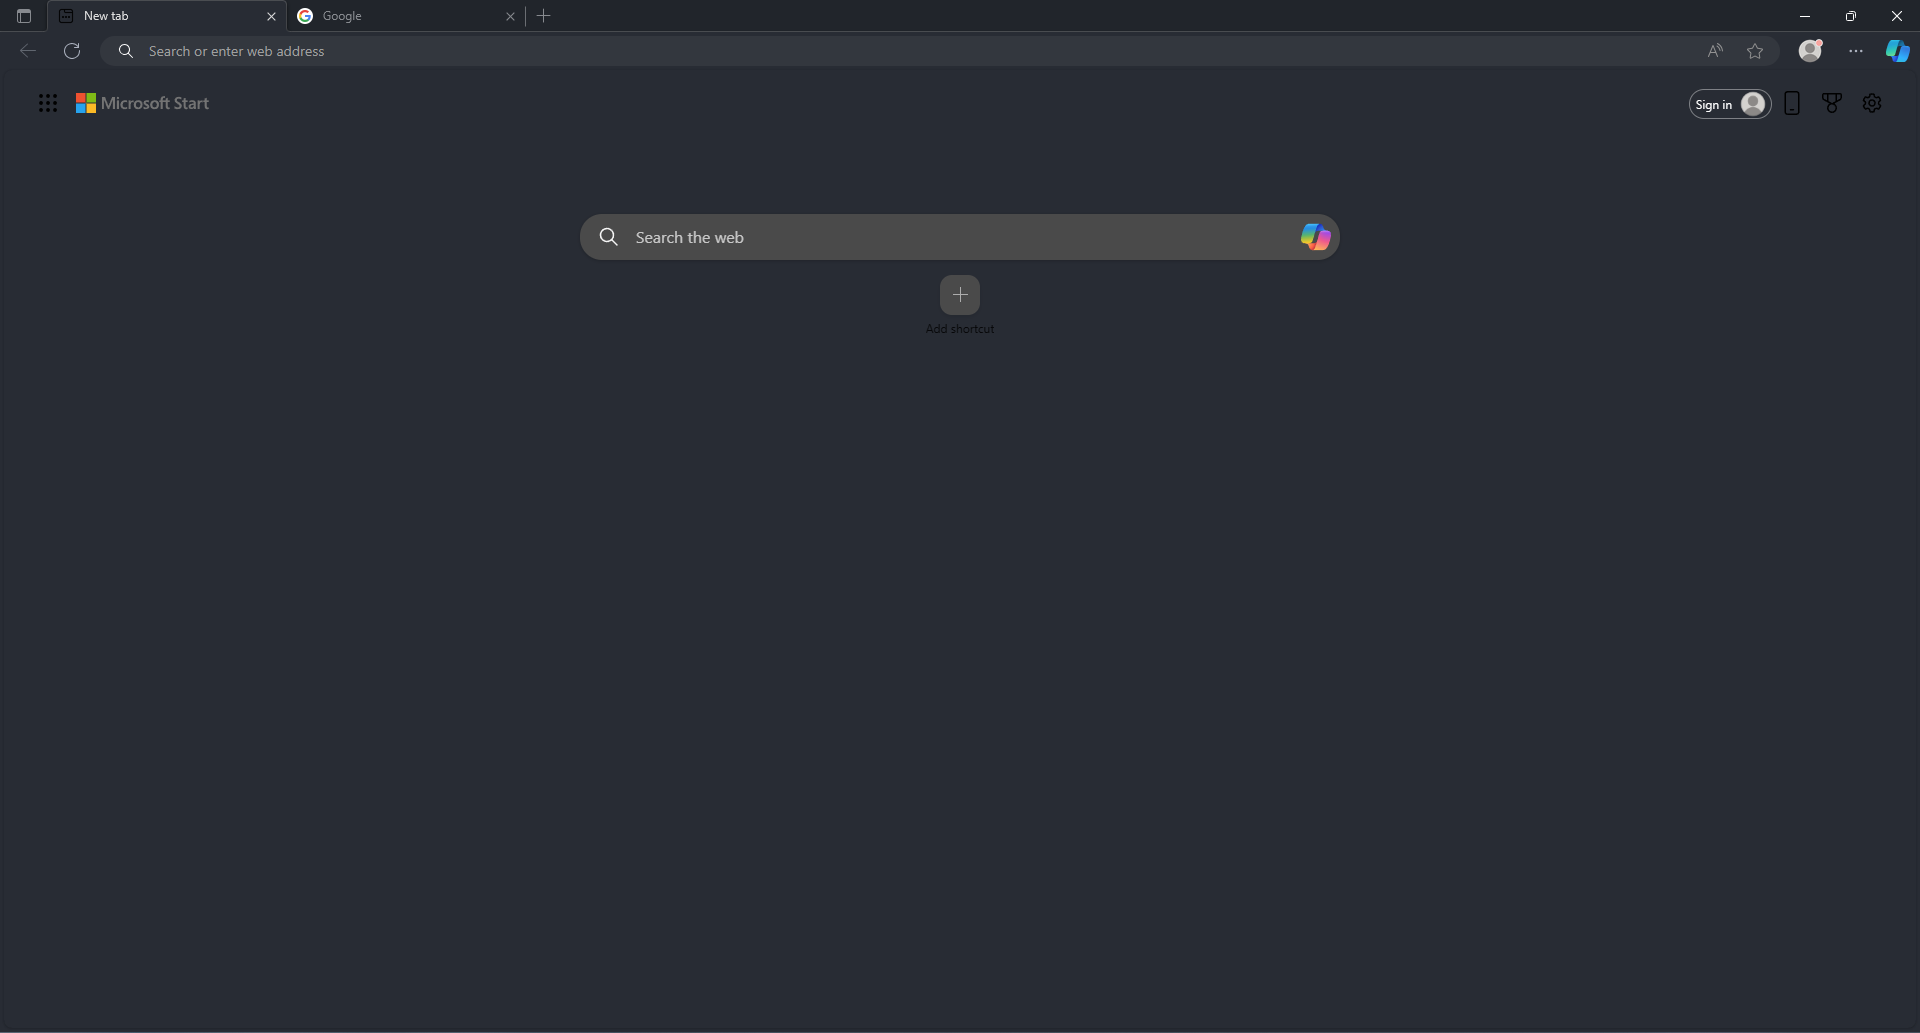 New tab
Google
Search or enter web address
Microsoft Start
Sign in
Search the web
Add shortcut